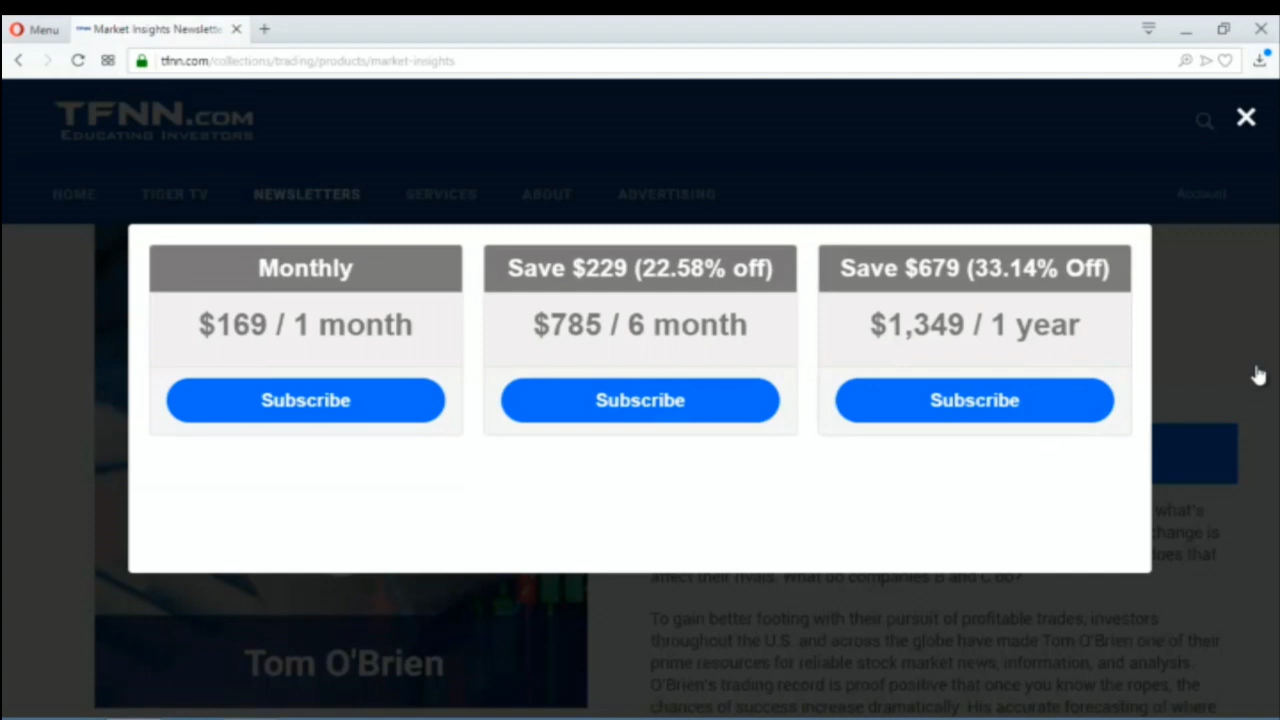 Menu
Market Insights Newslette
tfnn.com/collections/trading/products/market-insights
TFNN.COM
EDUCATING INVESTORS
HOME TIGER TV NEWSLETTERS SERVICES ABOUT ADVERTISING Account
Monthly
$169 / 1 month
Subscribe
Save $229 (22.58% off)
$785 / 6 month
Subscribe
Save $679 (33.14% Off)
$1,349 / 1 year
Subscribe
what's
change is
does that
affect their rivals. What do companies B and C do?
To gain better footing with their pursuit of profitable trades, investors
throughout the U.S. and across the globe have made Tom O'Brien one of their
prime resources for reliable stock market news, information, and analysis.
O'Brien's trading record is proof positive that once you know the ropes, the
chances of success increase dramatically. His accurate forecasting of where
Tom O'Brien